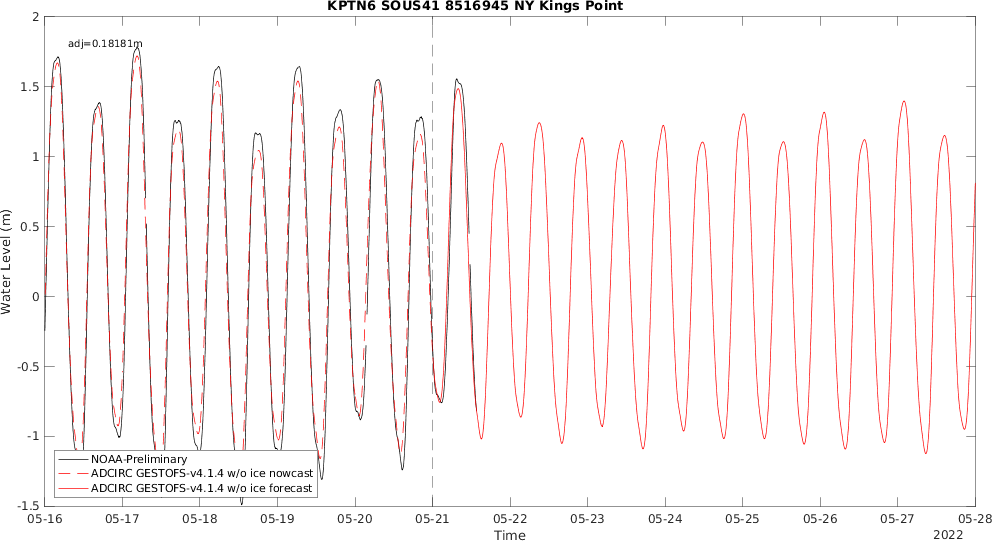 KPTN6 SOUS41 8516945 NY Kings Point
adj=0.18181m
Water Level (m)
2
1.5
1
0.5
0
-0.5
-1
-1.5
NOAA-Preliminary
ADCIRC GESTOFS-v4.1.4 w/o ice nowcast
ADCIRC GESTOFS-v4.1.4 w/o ice forecast
05-16 05-17 05-18 05-19 05-20 05-21 05-22 05-23 05-24 05-25 05-26 05-27 05-28
Time
2022